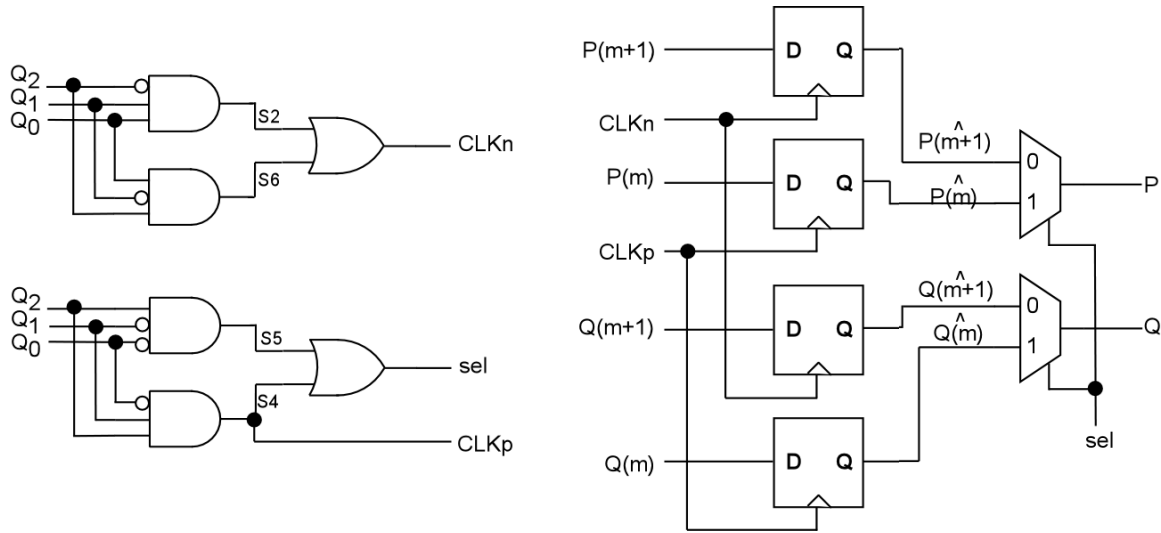 Q2
Q1
Q0
S2
S6
CLKn
Q2
Q1
Q0
S5
S4
sel
CLKp
P(m+1)
D Q
CLKn
P(m+1)^
0
P(m)
D Q
P(m)^
1
P
CLKp
Q(m+1)
D Q
Q(m+1)^
0
Q(m)^
1
Q
Q(m)
D Q
sel